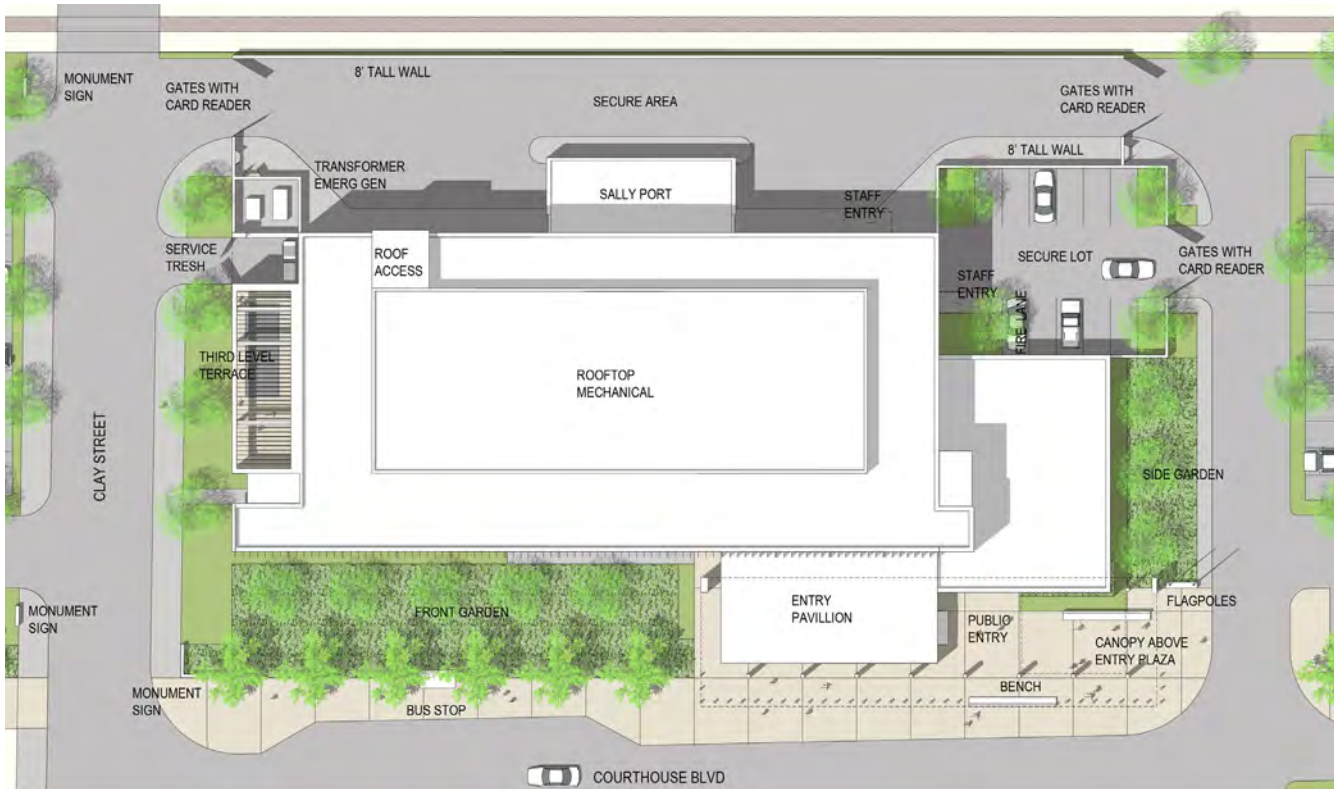 8' TALL WALL
MONUMENT
SIGN
GATES WITH
CARD READER
SECURE AREA
GATES WITH
CARD READER
8' TALL WALL
TRANSFORMER
EMERG GEN
SALLY PORT
STAFF
ENTRY
SERVICE
TRESH
ROOF
ACCESS
SECURE LOT
GATES WITH
CARD READER
STAFF
ENTRY
FIRE LANE
THIRD LEVEL
TERRACE
ROOFTOP
MECHANICAL
CLAY STREET
SIDE GARDEN
MONUMENT
SIGN
FRONT GARDEN
ENTRY
PAVILLION
PUBLIC
ENTRY
FLAGPOLES
CANOPY ABOVE
ENTRY PLAZA
MONUMENT
SIGN
BUS STOP
BENCH
COURTHOUSE BLVD